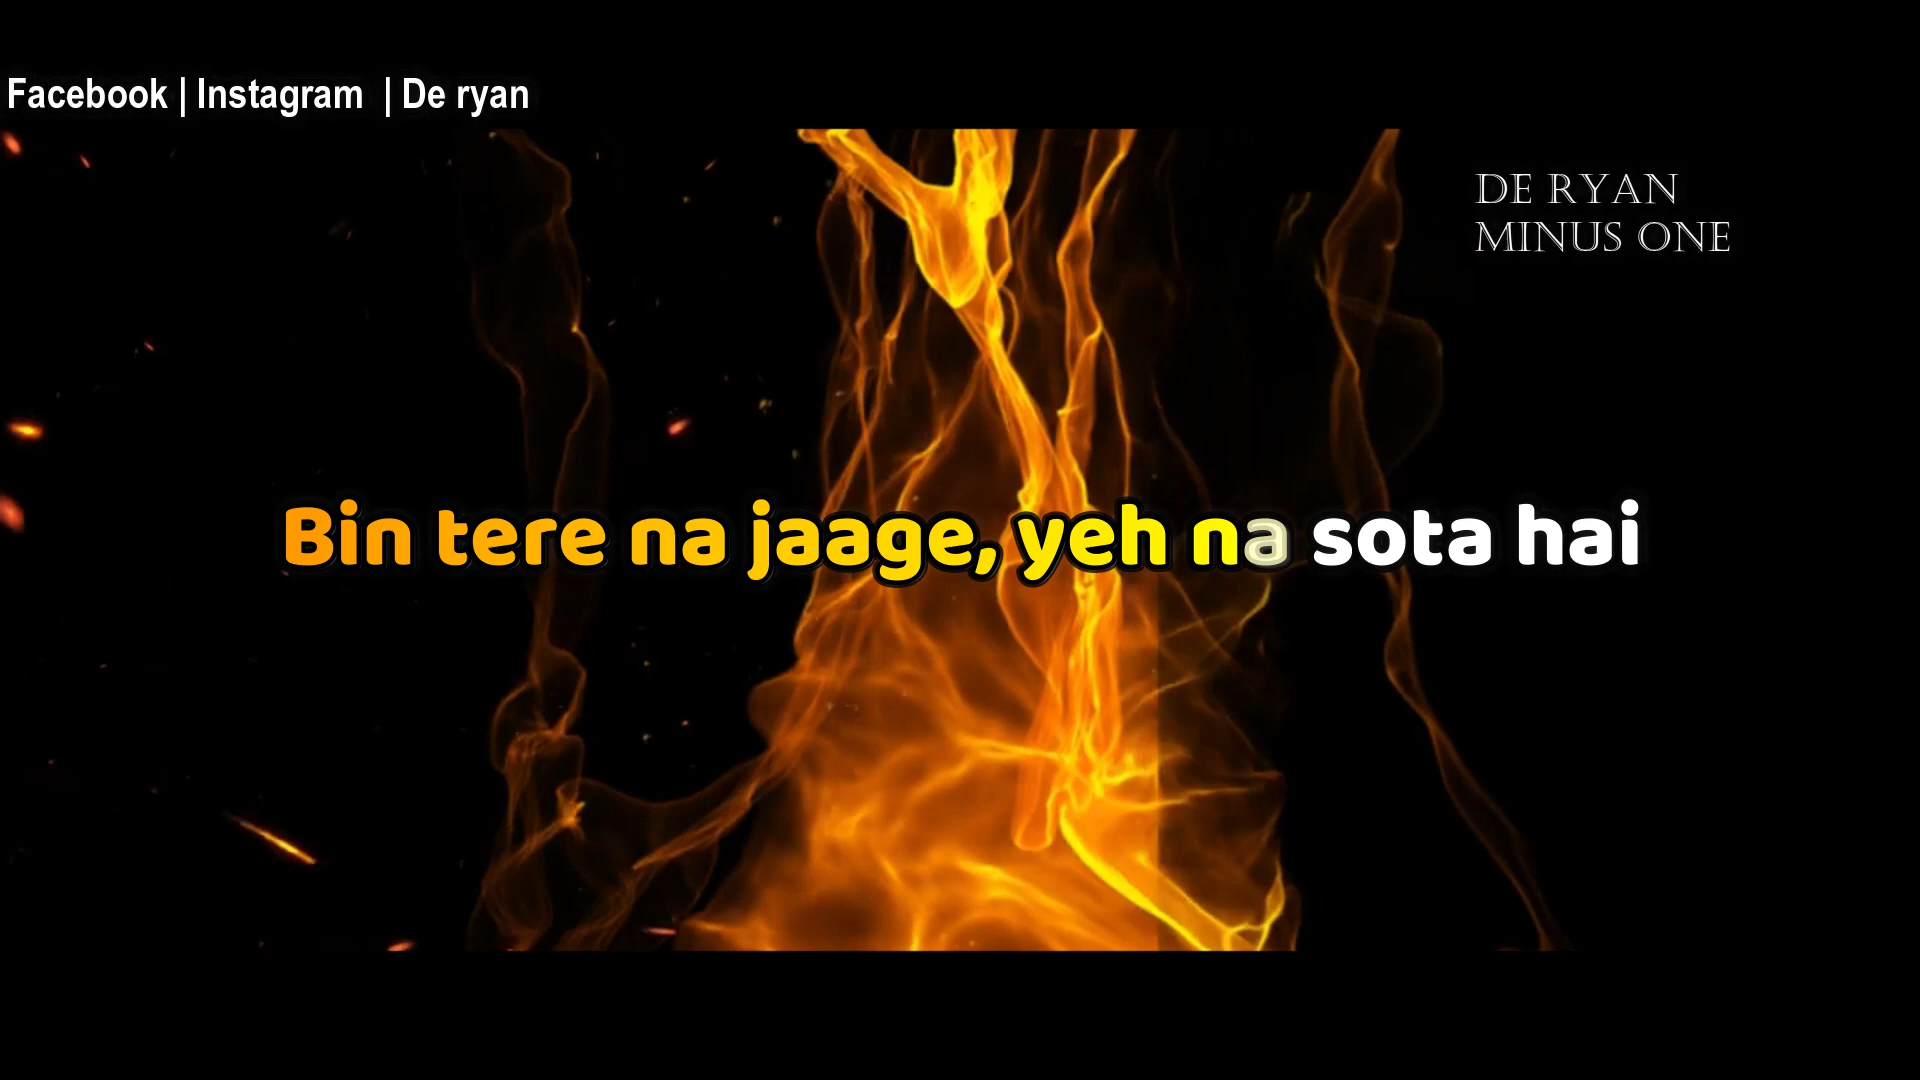 Facebook | Instagram | De ryan
DE RYAN
MINUS ONE
Bin tere na jaage, yeh na sota hai